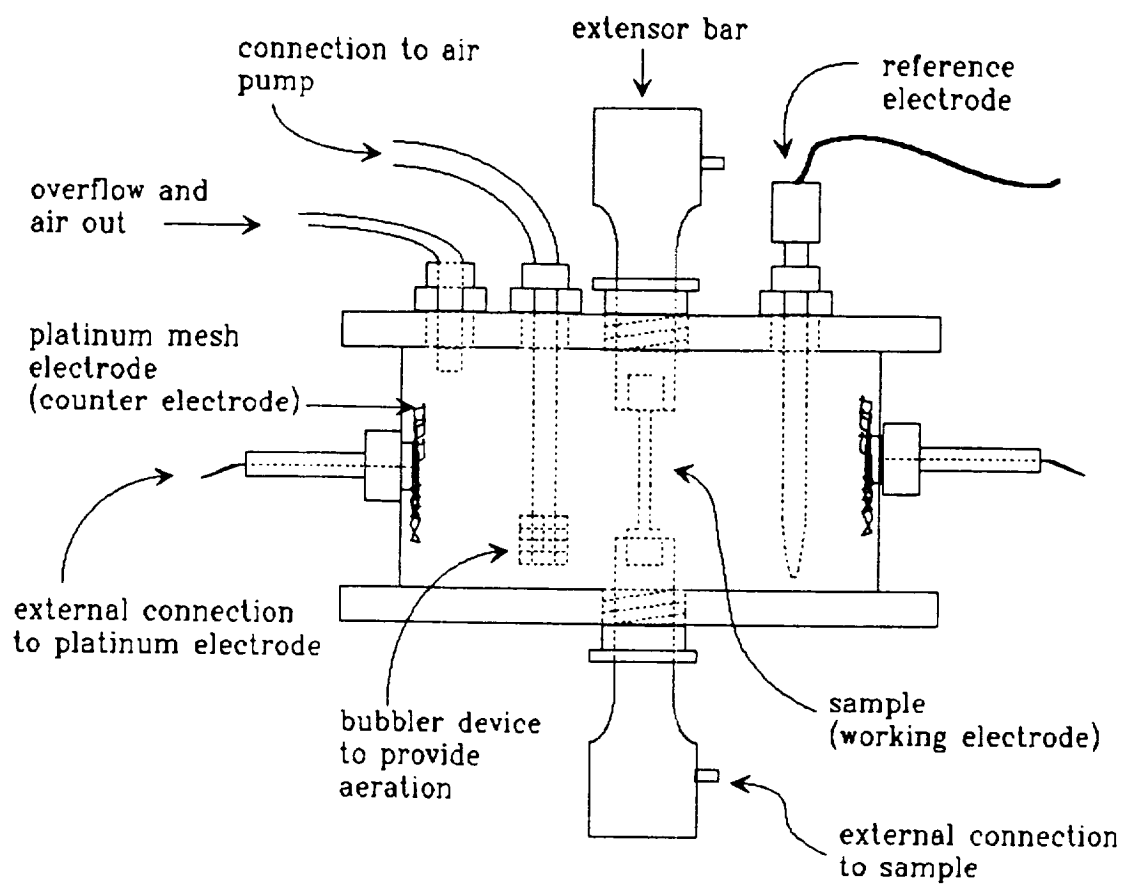 connection to air
pump
extensor bar
reference
electrode
overflow and
air out
platinum mesh
electrode
(counter electrode)
external connection
to platinum electrode
bubbler device
to provide
aeration
sample
(working electrode)
external connection
to sample